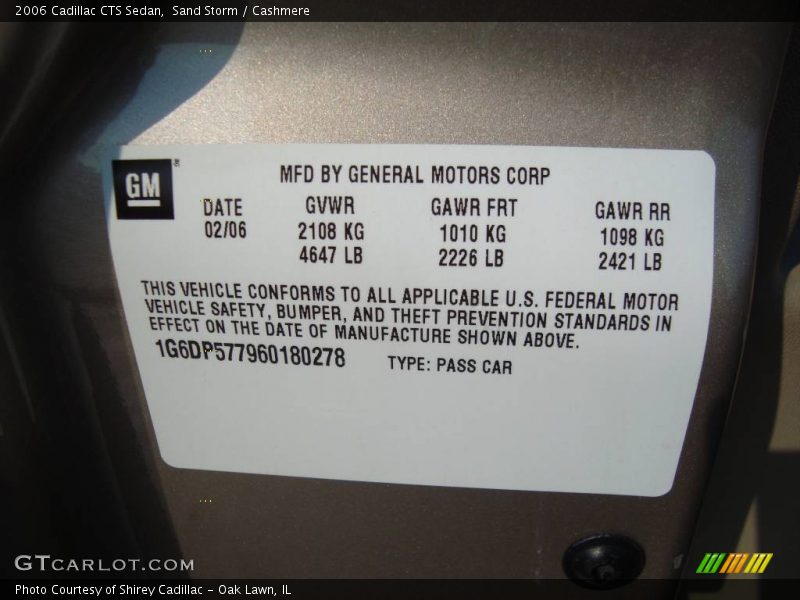 2006 Cadillac CTS Sedan,  Sand Storm / Cashmere
GM
MFD BY GENERAL MOTORS CORP
DATE GVWR GAWR FRT GAWR RR
02/06 2108 KG 1010 KG 1098 KG
4647 LB 2226 LB 2421 LB
THIS VEHICLE CONFORMS TO ALL APPLICABLE U.S. FEDERAL MOTOR
VEHICLE SAFETY, BUMPER, AND THEFT PREVENTION STANDARDS IN
EFFECT ON THE DATE OF MANUFACTURE SHOWN ABOVE.
1G6DP577960180278 TYPE: PASS CAR
GTCARLOT.COM
Photo Courtesy of Shirey Cadillac - Oak Lawn, IL